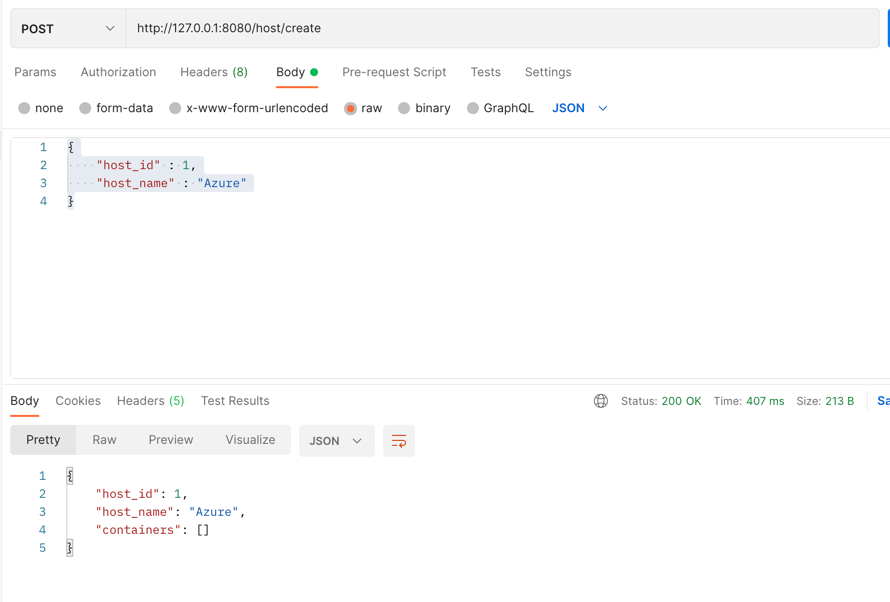 POST http://127.0.0.1:8080/host/create
Params Authorization Headers (8) Body Pre-request Script Tests Settings
none form-data x-www-form-urlencoded raw binary GraphQL JSON
1 {
2 "host_id" : 1,
3 "host_name" : "Azure"
4 }
Body Cookies Headers (5) Test Results Status: 200 OK Time: 407 ms Size: 213 B Sa
Pretty Raw Preview Visualize JSON
1 {
2 "host_id": 1,
3 "host_name": "Azure",
4 "containers": []
5 }